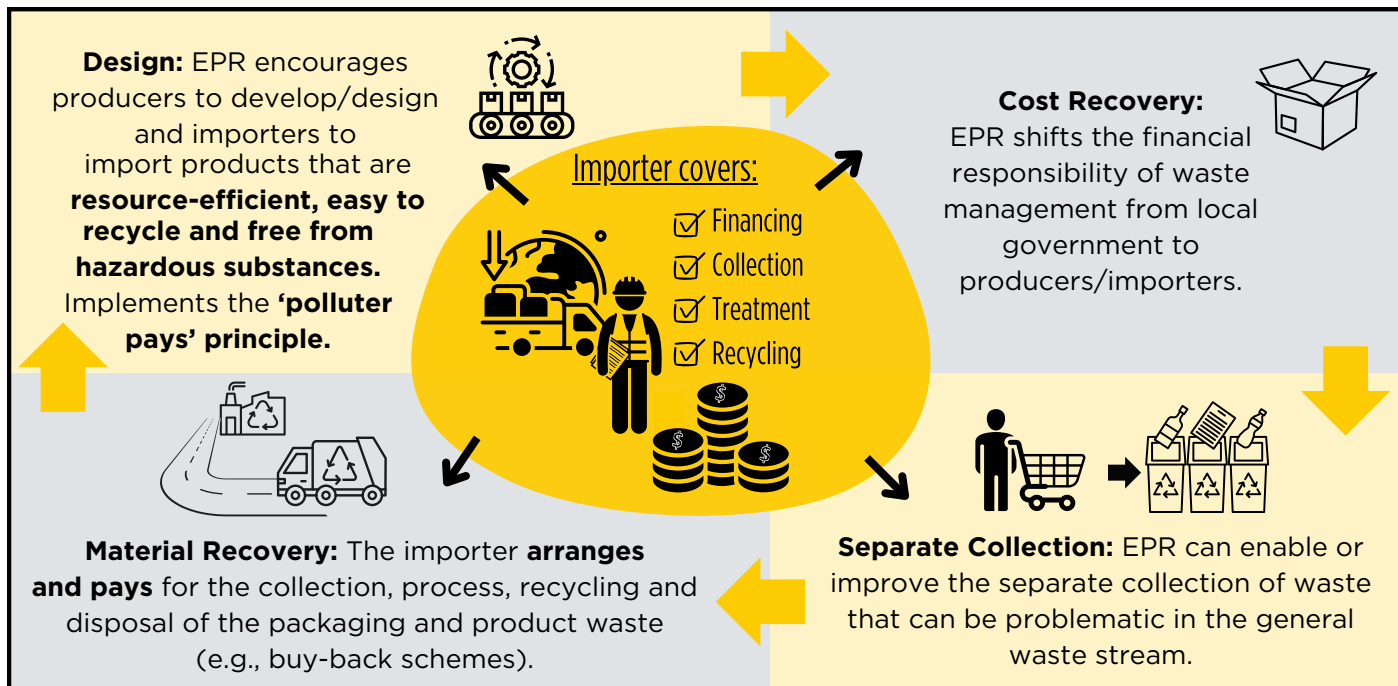 Design: EPR encourages
producers to develop/design
and importers to
import products that are
resource-efficient, easy to
recycle and free from
hazardous substances.
Implements the ‘polluter
pays’ principle.
Cost Recovery:
EPR shifts the financial
responsibility of waste
management from local
government to
producers/importers.
Importer covers:
Financing
Collection
Treatment
Recycling
$
$
$
Separate Collection: EPR can enable or
improve the separate collection of waste
that can be problematic in the general
waste stream.
Material Recovery: The importer arranges
and pays for the collection, process, recycling and
disposal of the packaging and product waste
(e.g., buy-back schemes).